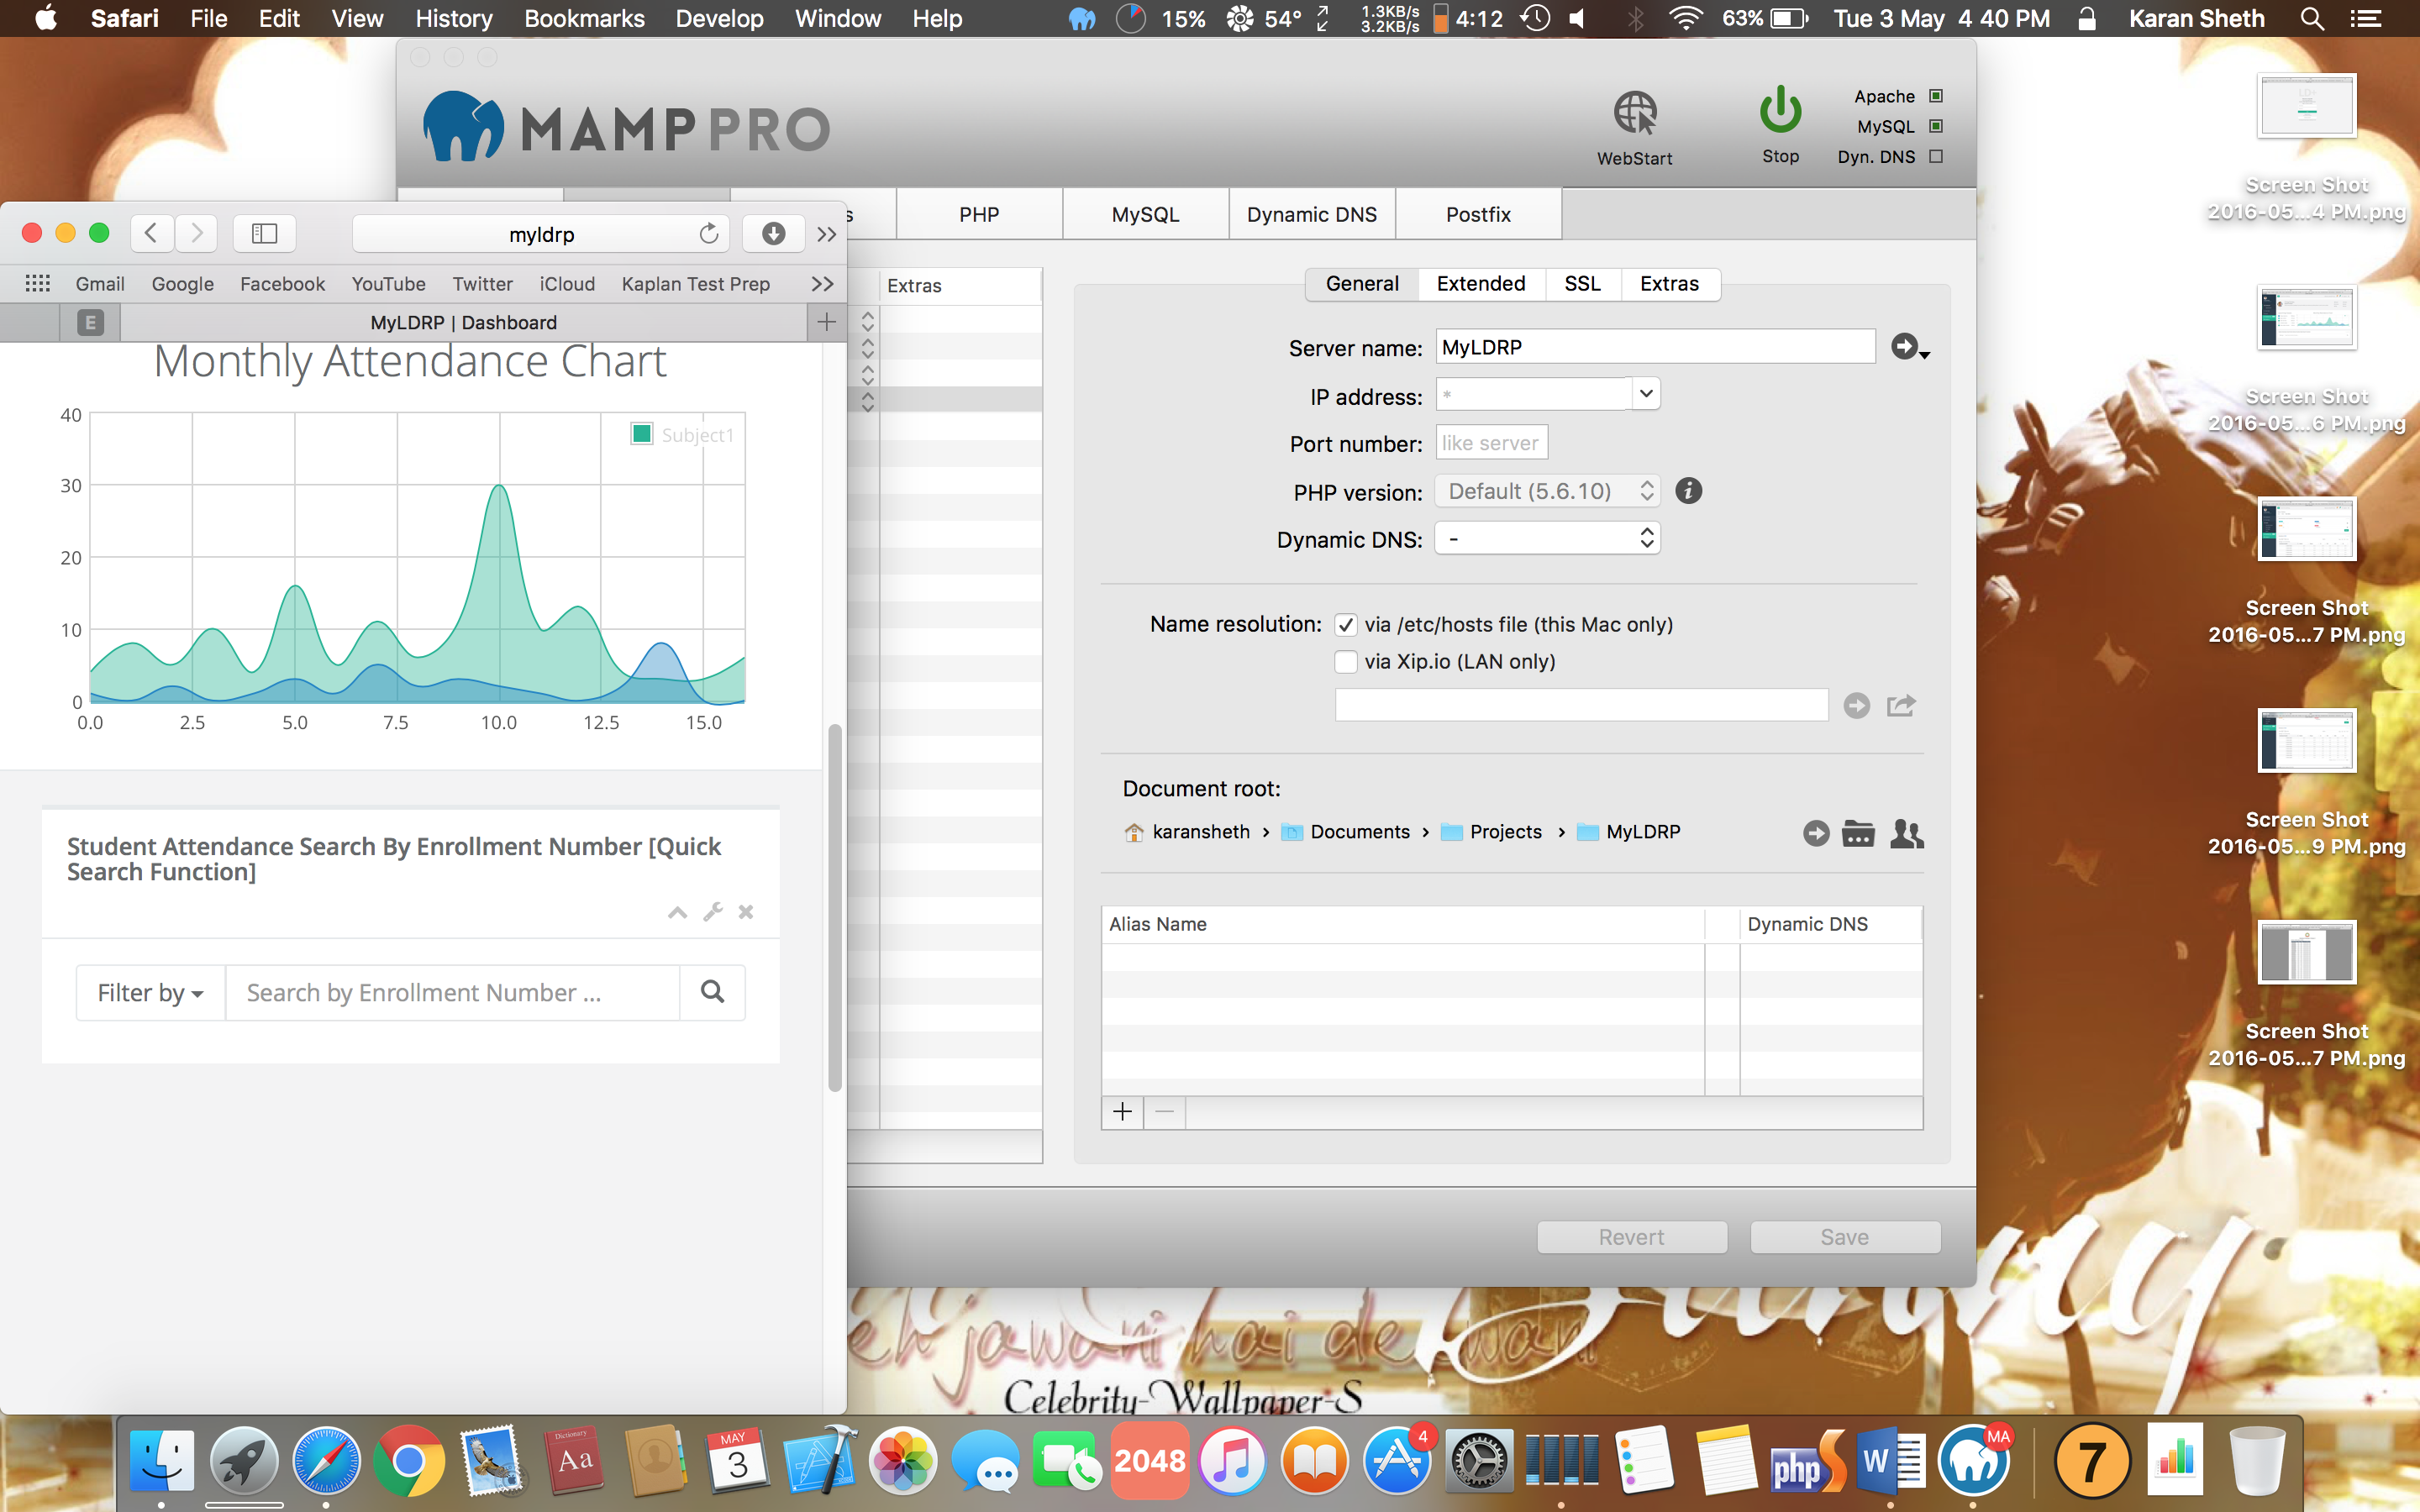 Safari File Edit View History Bookmarks Develop Window Help 15% 54° 1.3KB/s 3.2KB/s 4:12 63% Tue 3 May 4 40 PM Karan Sheth
MAMP PRO
WebStart
Stop
Apache
MySQL
Dyn. DNS
s PHP MySQL Dynamic DNS Postfix
myldrp
Gmail Google Facebook YouTube Twitter iCloud Kaplan Test Prep
E MyLDRP | Dashboard
Monthly Attendance Chart
Subject1
40
30
20
10
0
0.0 2.5 5.0 7.5 10.0 12.5 15.0
Student Attendance Search By Enrollment Number [Quick
Search Function]
Filter by Search by Enrollment Number ...
Extras
General Extended SSL Extras
Server name: MyLDRP
IP address: *
Port number: like server
PHP version: Default (5.6.10)
Dynamic DNS: -
Name resolution: via /etc/hosts file (this Mac only)
via Xip.io (LAN only)
Document root:
karansheth › Documents › Projects › MyLDRP
Alias Name Dynamic DNS
Revert Save
Screen Shot
2016-05...4 PM.png
Screen Shot
2016-05...6 PM.png
Screen Shot
2016-05...7 PM.png
Screen Shot
2016-05...9 PM.png
Screen Shot
2016-05...7 PM.png
eh jawani hai de wani
Celebrity-Wallpaper-S
Dictionary
Aa
MAY
3
2048
4
php
W
MA
7